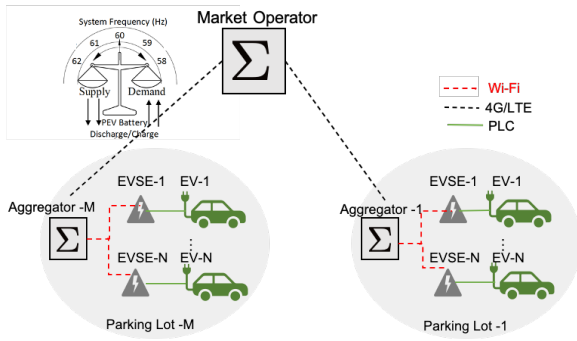 System Frequency (Hz)
60
61
59
62
58
Supply
Demand
PEV Battery
Discharge/Charge
Market Operator
Σ
Wi-Fi
4G/LTE
PLC
EVSE-1
EV-1
Aggregator -M
Σ
EVSE-N
EV-N
Parking Lot -M
EVSE-1
EV-1
Aggregator -1
Σ
EVSE-N
EV-N
Parking Lot -1